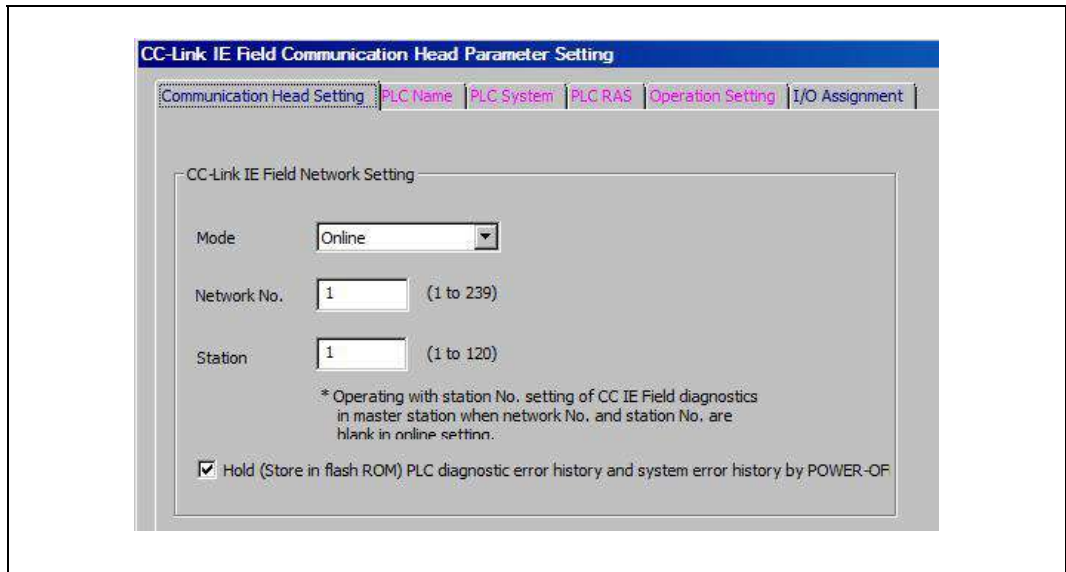 CC-Link IE Field Communication Head Parameter Setting
Communication Head Setting PLC Name PLC System PLC RAS Operation Setting I/O Assignment
CC-Link IE Field Network Setting
Mode Online
Network No. 1 (1 to 239)
Station 1 (1 to 120)
* Operating with station No. setting of CC IE Field diagnostics
in master station when network No. and station No. are
blank in online setting.
Hold (Store in flash ROM) PLC diagnostic error history and system error history by POWER-OF